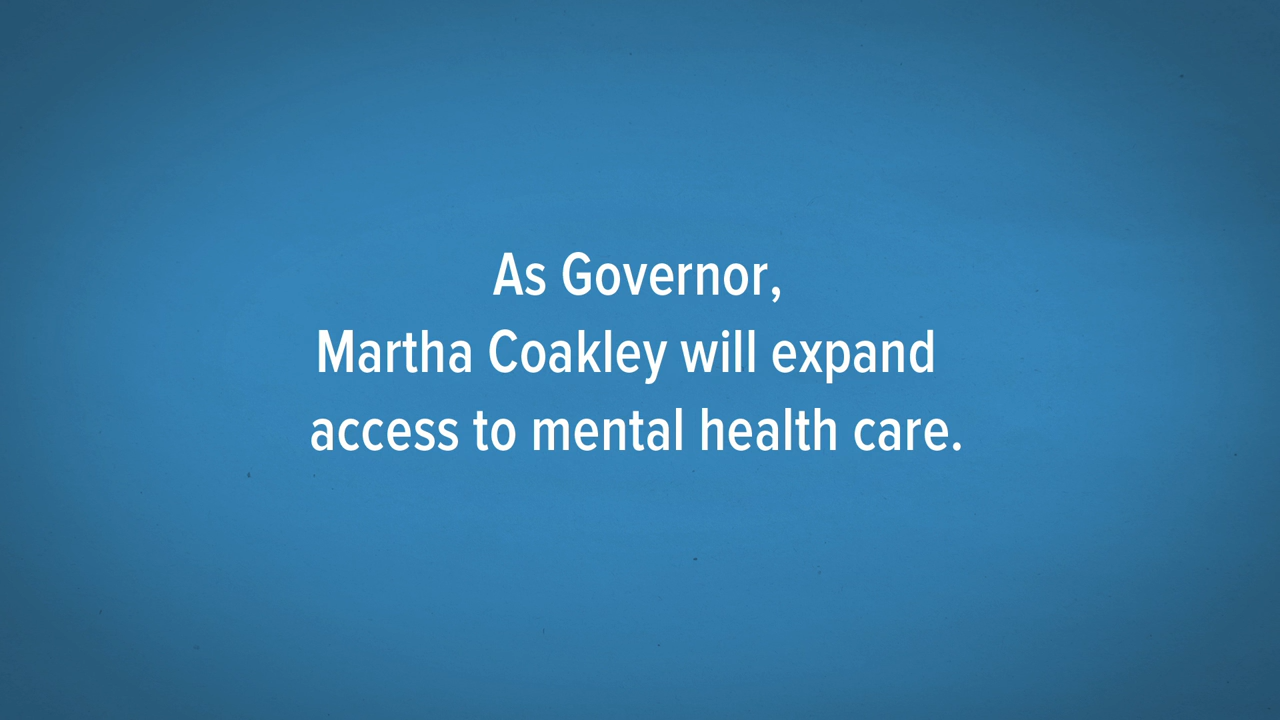 As Governor,
Martha Coakley will expand
access to mental health care.